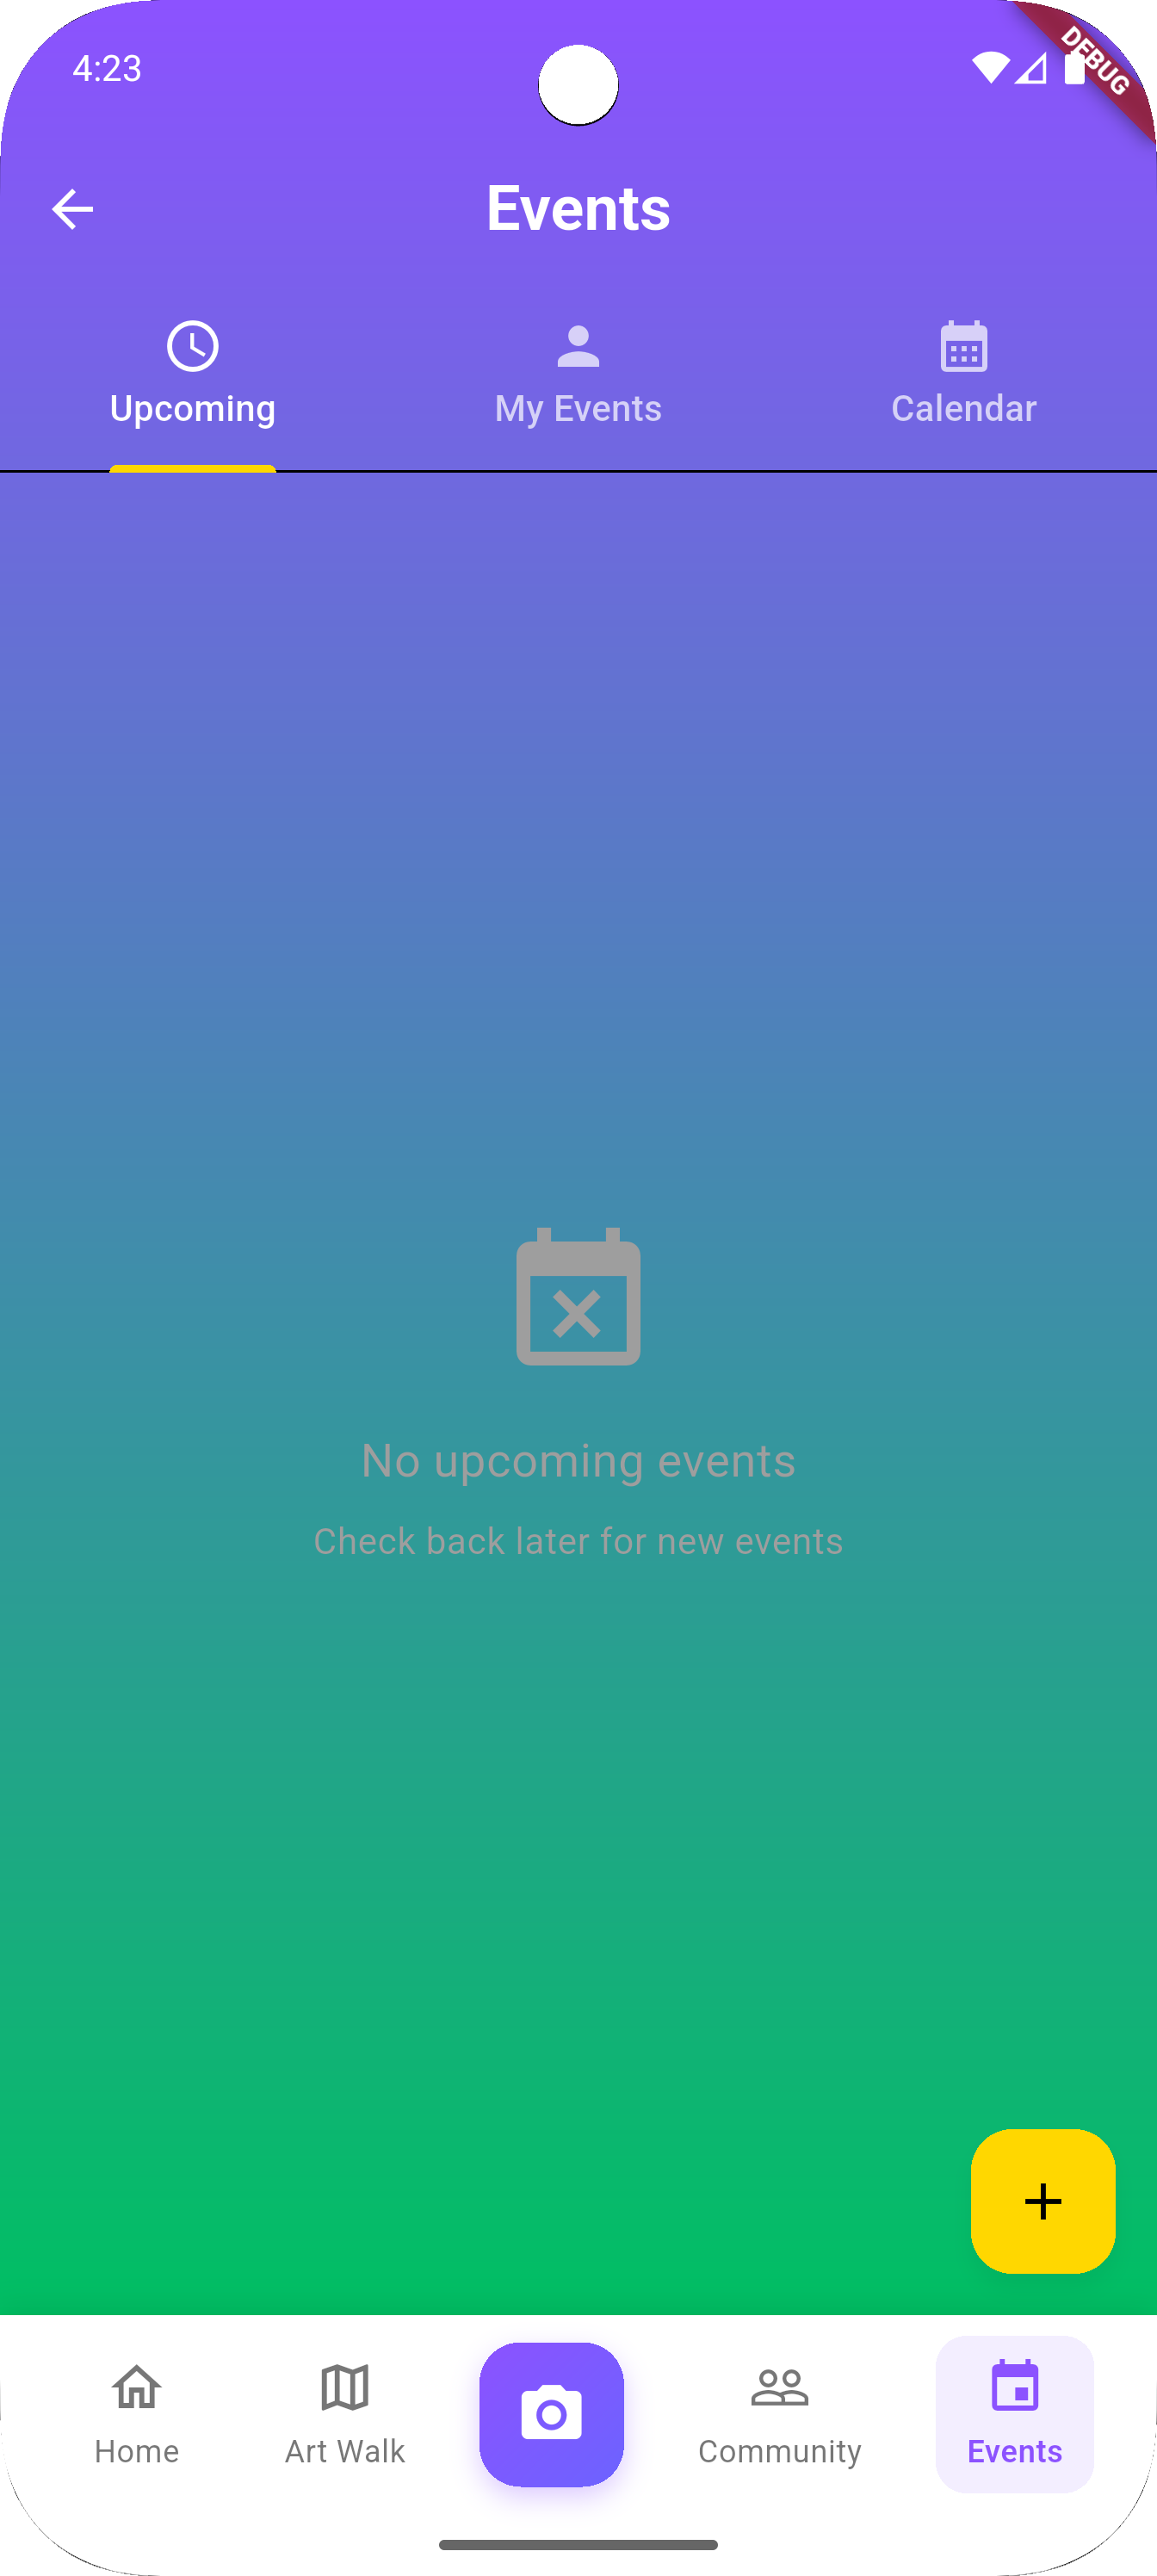 4:23
DEBUG
Events
Upcoming
My Events
Calendar
No upcoming events
Check back later for new events
Home
Art Walk
Community
Events